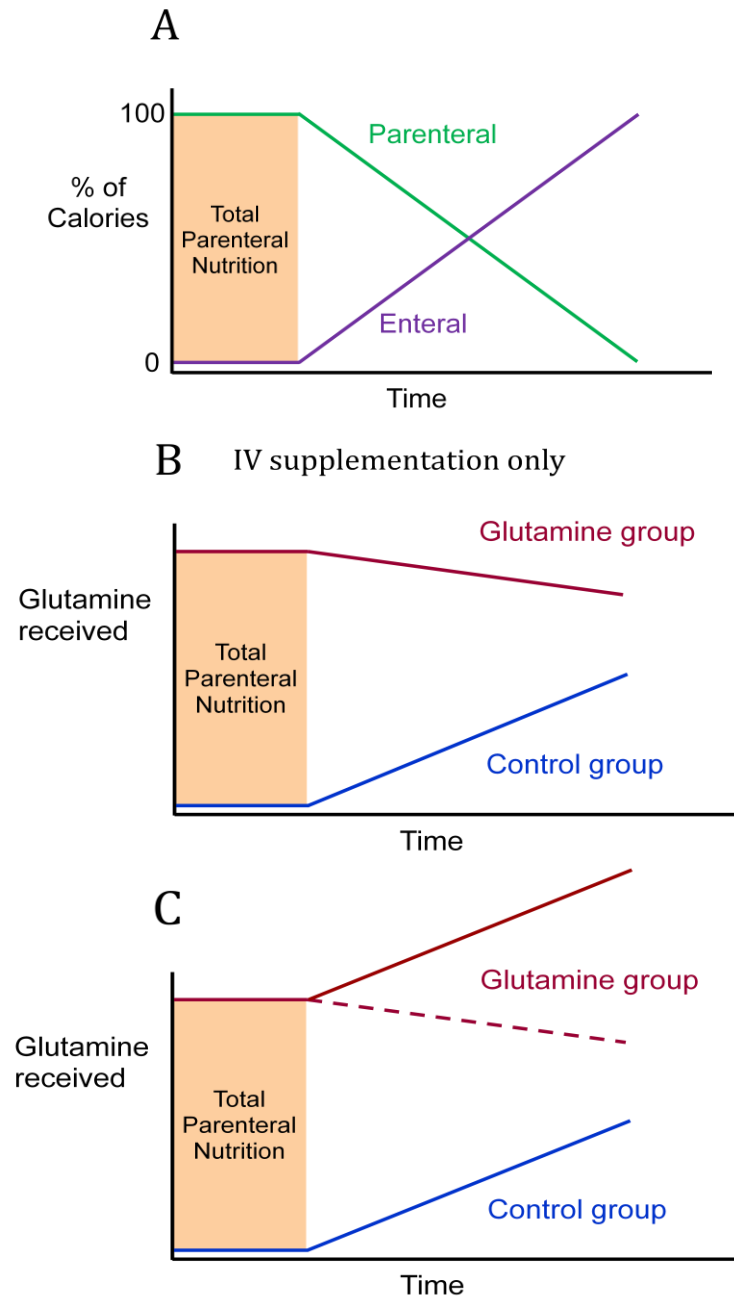 A
100
Parenteral
% of
Calories
Total
Parenteral
Nutrition
Enteral
0
Time
B IV supplementation only
Glutamine group
Glutamine
received
Total
Parenteral
Nutrition
Control group
Time
C
Glutamine group
Glutamine
received
Total
Parenteral
Nutrition
Control group
Time